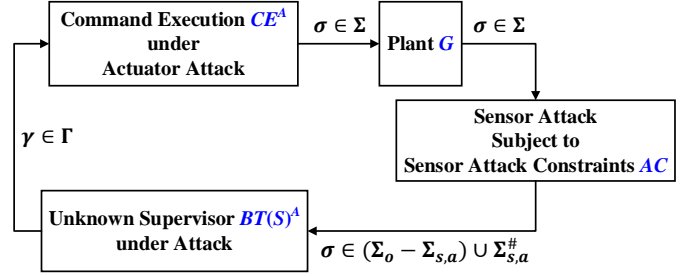 Command Execution CE^A
under
Actuator Attack
σ ∈ Σ
Plant G
σ ∈ Σ
Sensor Attack
Subject to
Sensor Attack Constraints AC
γ ∈ Γ
Unknown Supervisor BT(S)^A
under Attack
σ ∈ (Σ_o − Σ_{s,a}) ∪ Σ_{s,a}^#